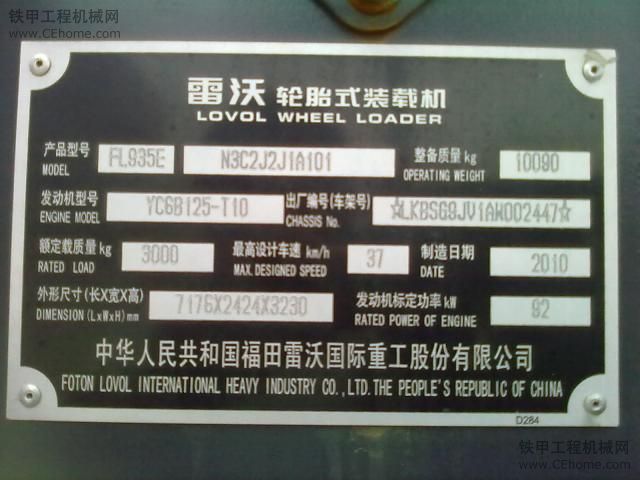 铁甲工程机械网
www.CEhome.com
雷沃 轮胎式装载机
LOVOL WHEEL LOADER
产品型号 FL935E N3C2J2J1A101 整备质量 kg 10090
MODEL OPERATING WEIGHT
发动机型号 YC6B125-T10 出厂编号(车架号) ☆LKBSG9JV1AW002447☆
ENGINE MODEL CHASSIS No.
额定载质量 kg 3000 最高设计车速 km/h 37 制造日期 2010
RATED LOAD MAX. DESIGNED SPEED DATE
外形尺寸(长X宽X高) 7176X2424X3230 发动机标定功率 kW 92
DIMENSION (LxWxH) mm RATED POWER OF ENGINE
中华人民共和国福田雷沃国际重工股份有限公司
FOTON LOVOL INTERNATIONAL HEAVY INDUSTRY CO.,LTD. THE PEOPLE'S REPUBLIC OF CHINA
D284
铁甲工程机械网
www.CEhome.com